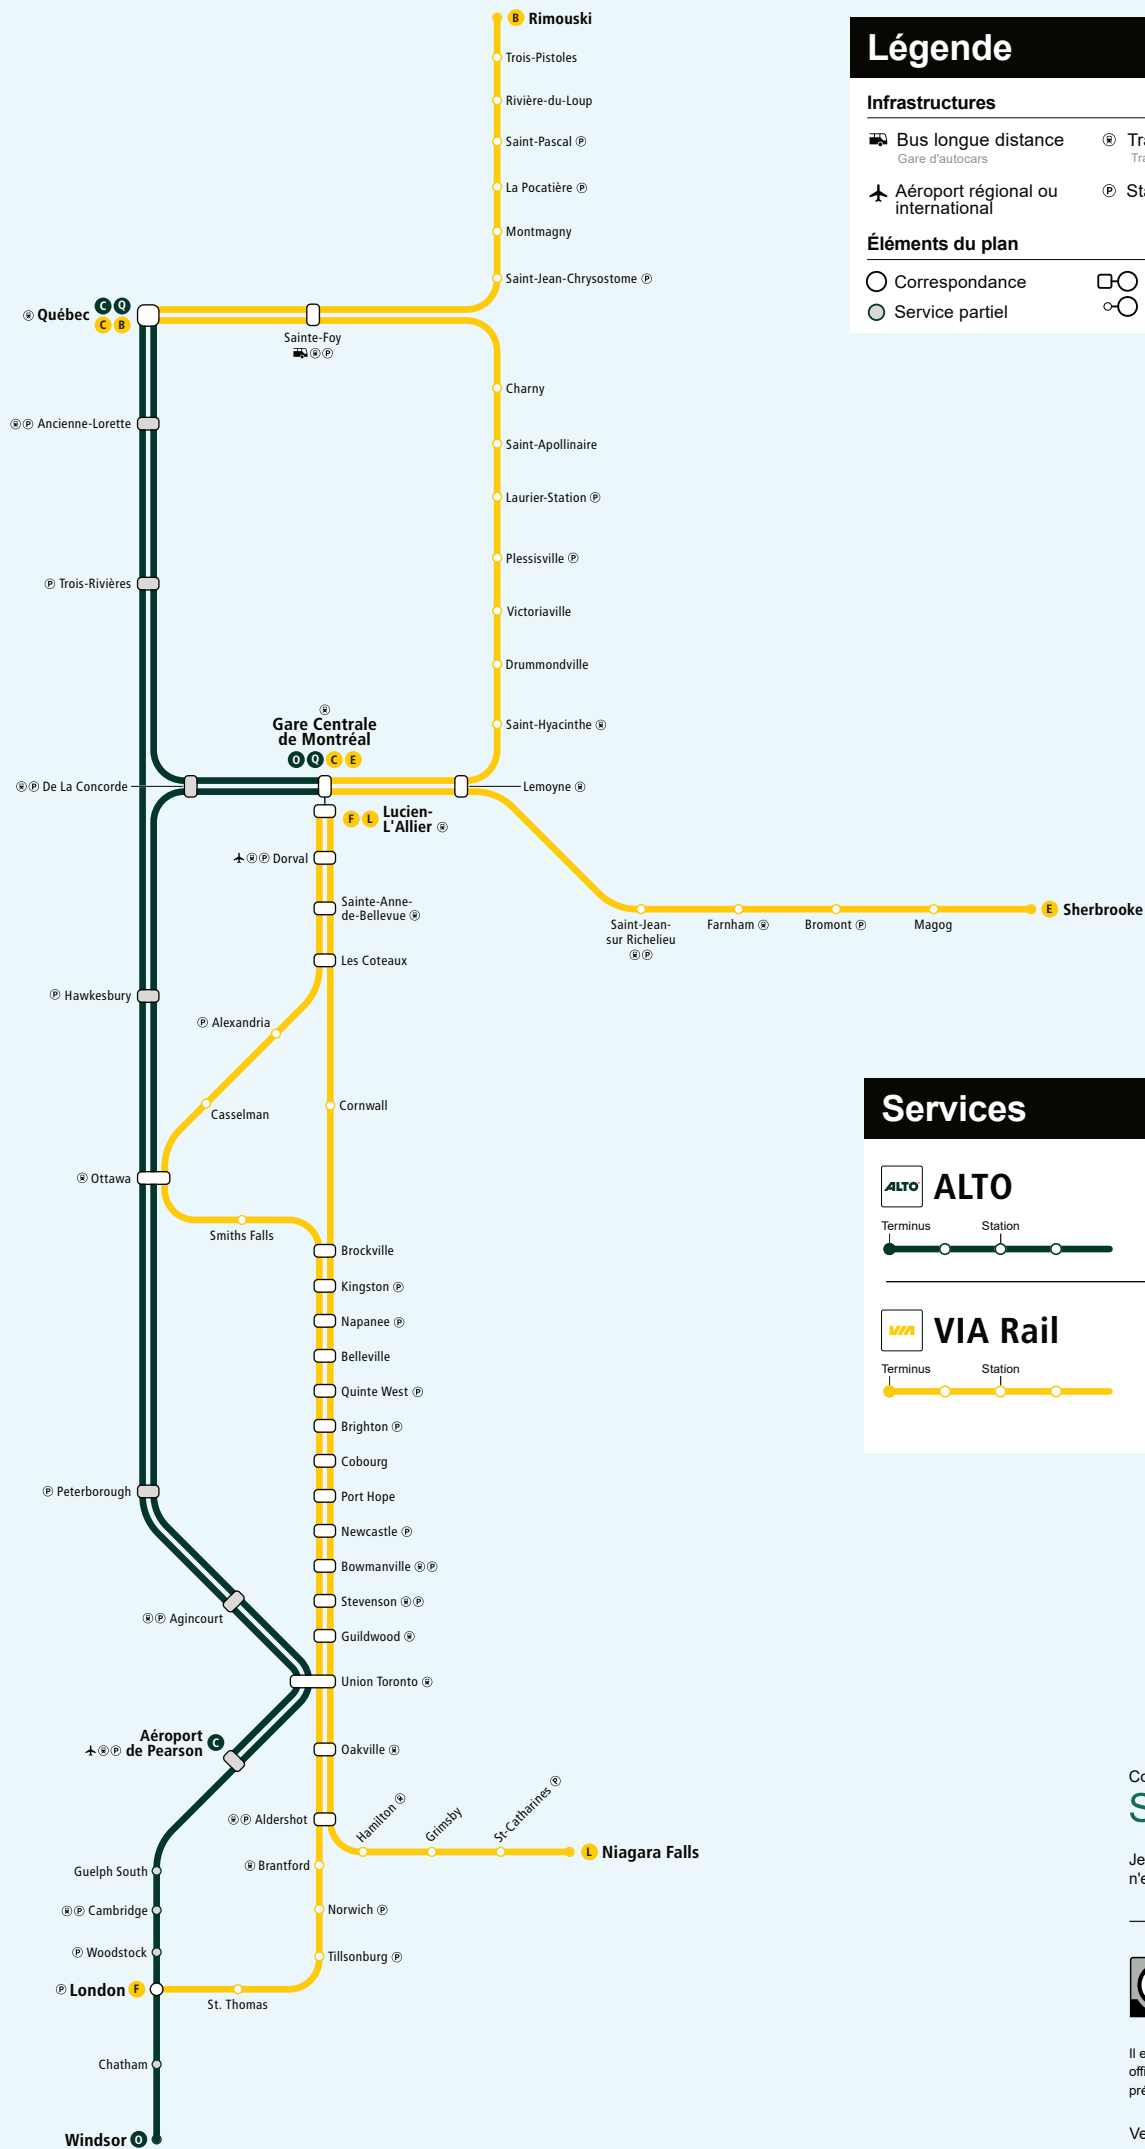 B Rimouski
Trois-Pistoles
Rivière-du-Loup
Saint-Pascal P
La Pocatière P
Montmagny
Saint-Jean-Chrysostome P
Québec
C Q
C B
Sainte-Foy
P
Charny
Saint-Apollinaire
Laurier-Station P
Plessisville P
Victoriaville
Drummondville
Saint-Hyacinthe
P Ancienne-Lorette
P Trois-Rivières
Gare Centrale
de Montréal
O Q C E
P De La Concorde
Lemoyne
F L Lucien-
L'Allier
P Dorval
Sainte-Anne-
de-Bellevue
Les Coteaux
Saint-Jean-
sur Richelieu
P
Farnham
Bromont P
Magog
E Sherbrooke
P Hawkesbury
P Alexandria
Casselman
Cornwall
Ottawa
Smiths Falls
Brockville
Kingston P
Napanee P
Belleville
Quinte West P
Brighton P
Cobourg
Port Hope
Newcastle P
Bowmanville P
Stevenson P
Guildwood
P Peterborough
P Agincourt
Union Toronto
Aéroport
P de Pearson C
Oakville
P Aldershot
Hamilton
Grimsby
St-Catharines
L Niagara Falls
Brantford
Norwich P
Tillsonburg P
Guelph South
P Cambridge
P Woodstock
P London F
St. Thomas
Chatham
Windsor O
Légende
Infrastructures
Bus longue distance
Gare d'autocars
Aéroport régional ou
international
P
Éléments du plan
Correspondance
Service partiel
Services
ALTO ALTO
Terminus Station
VIA VIA Rail
Terminus Station